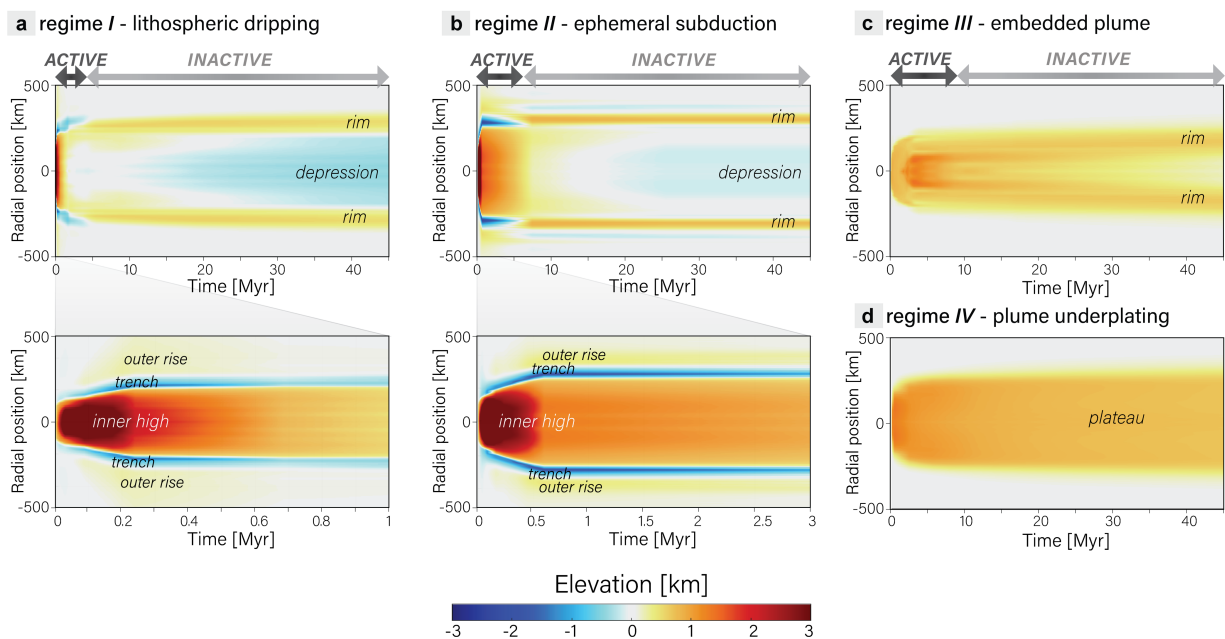 a regime I - lithospheric dripping
ACTIVE INACTIVE
500
0
-500
Radial position [km]
rim
depression
rim
0 10 20 30 40
Time [Myr]
500
0
-500
Radial position [km]
outer rise
trench
inner high
trench
outer rise
0 0.2 0.4 0.6 0.8 1
Time [Myr]
b regime II - ephemeral subduction
ACTIVE INACTIVE
500
0
-500
Radial position [km]
rim
depression
rim
0 10 20 30 40
Time [Myr]
500
0
-500
Radial position [km]
outer rise
trench
inner high
trench
outer rise
0 0.5 1 1.5 2 2.5 3
Time [Myr]
c regime III - embedded plume
ACTIVE INACTIVE
500
0
-500
Radial position [km]
rim
rim
0 10 20 30 40
Time [Myr]
d regime IV - plume underplating
500
0
-500
Radial position [km]
plateau
0 10 20 30 40
Time [Myr]
Elevation [km]
-3 -2 -1 0 1 2 3